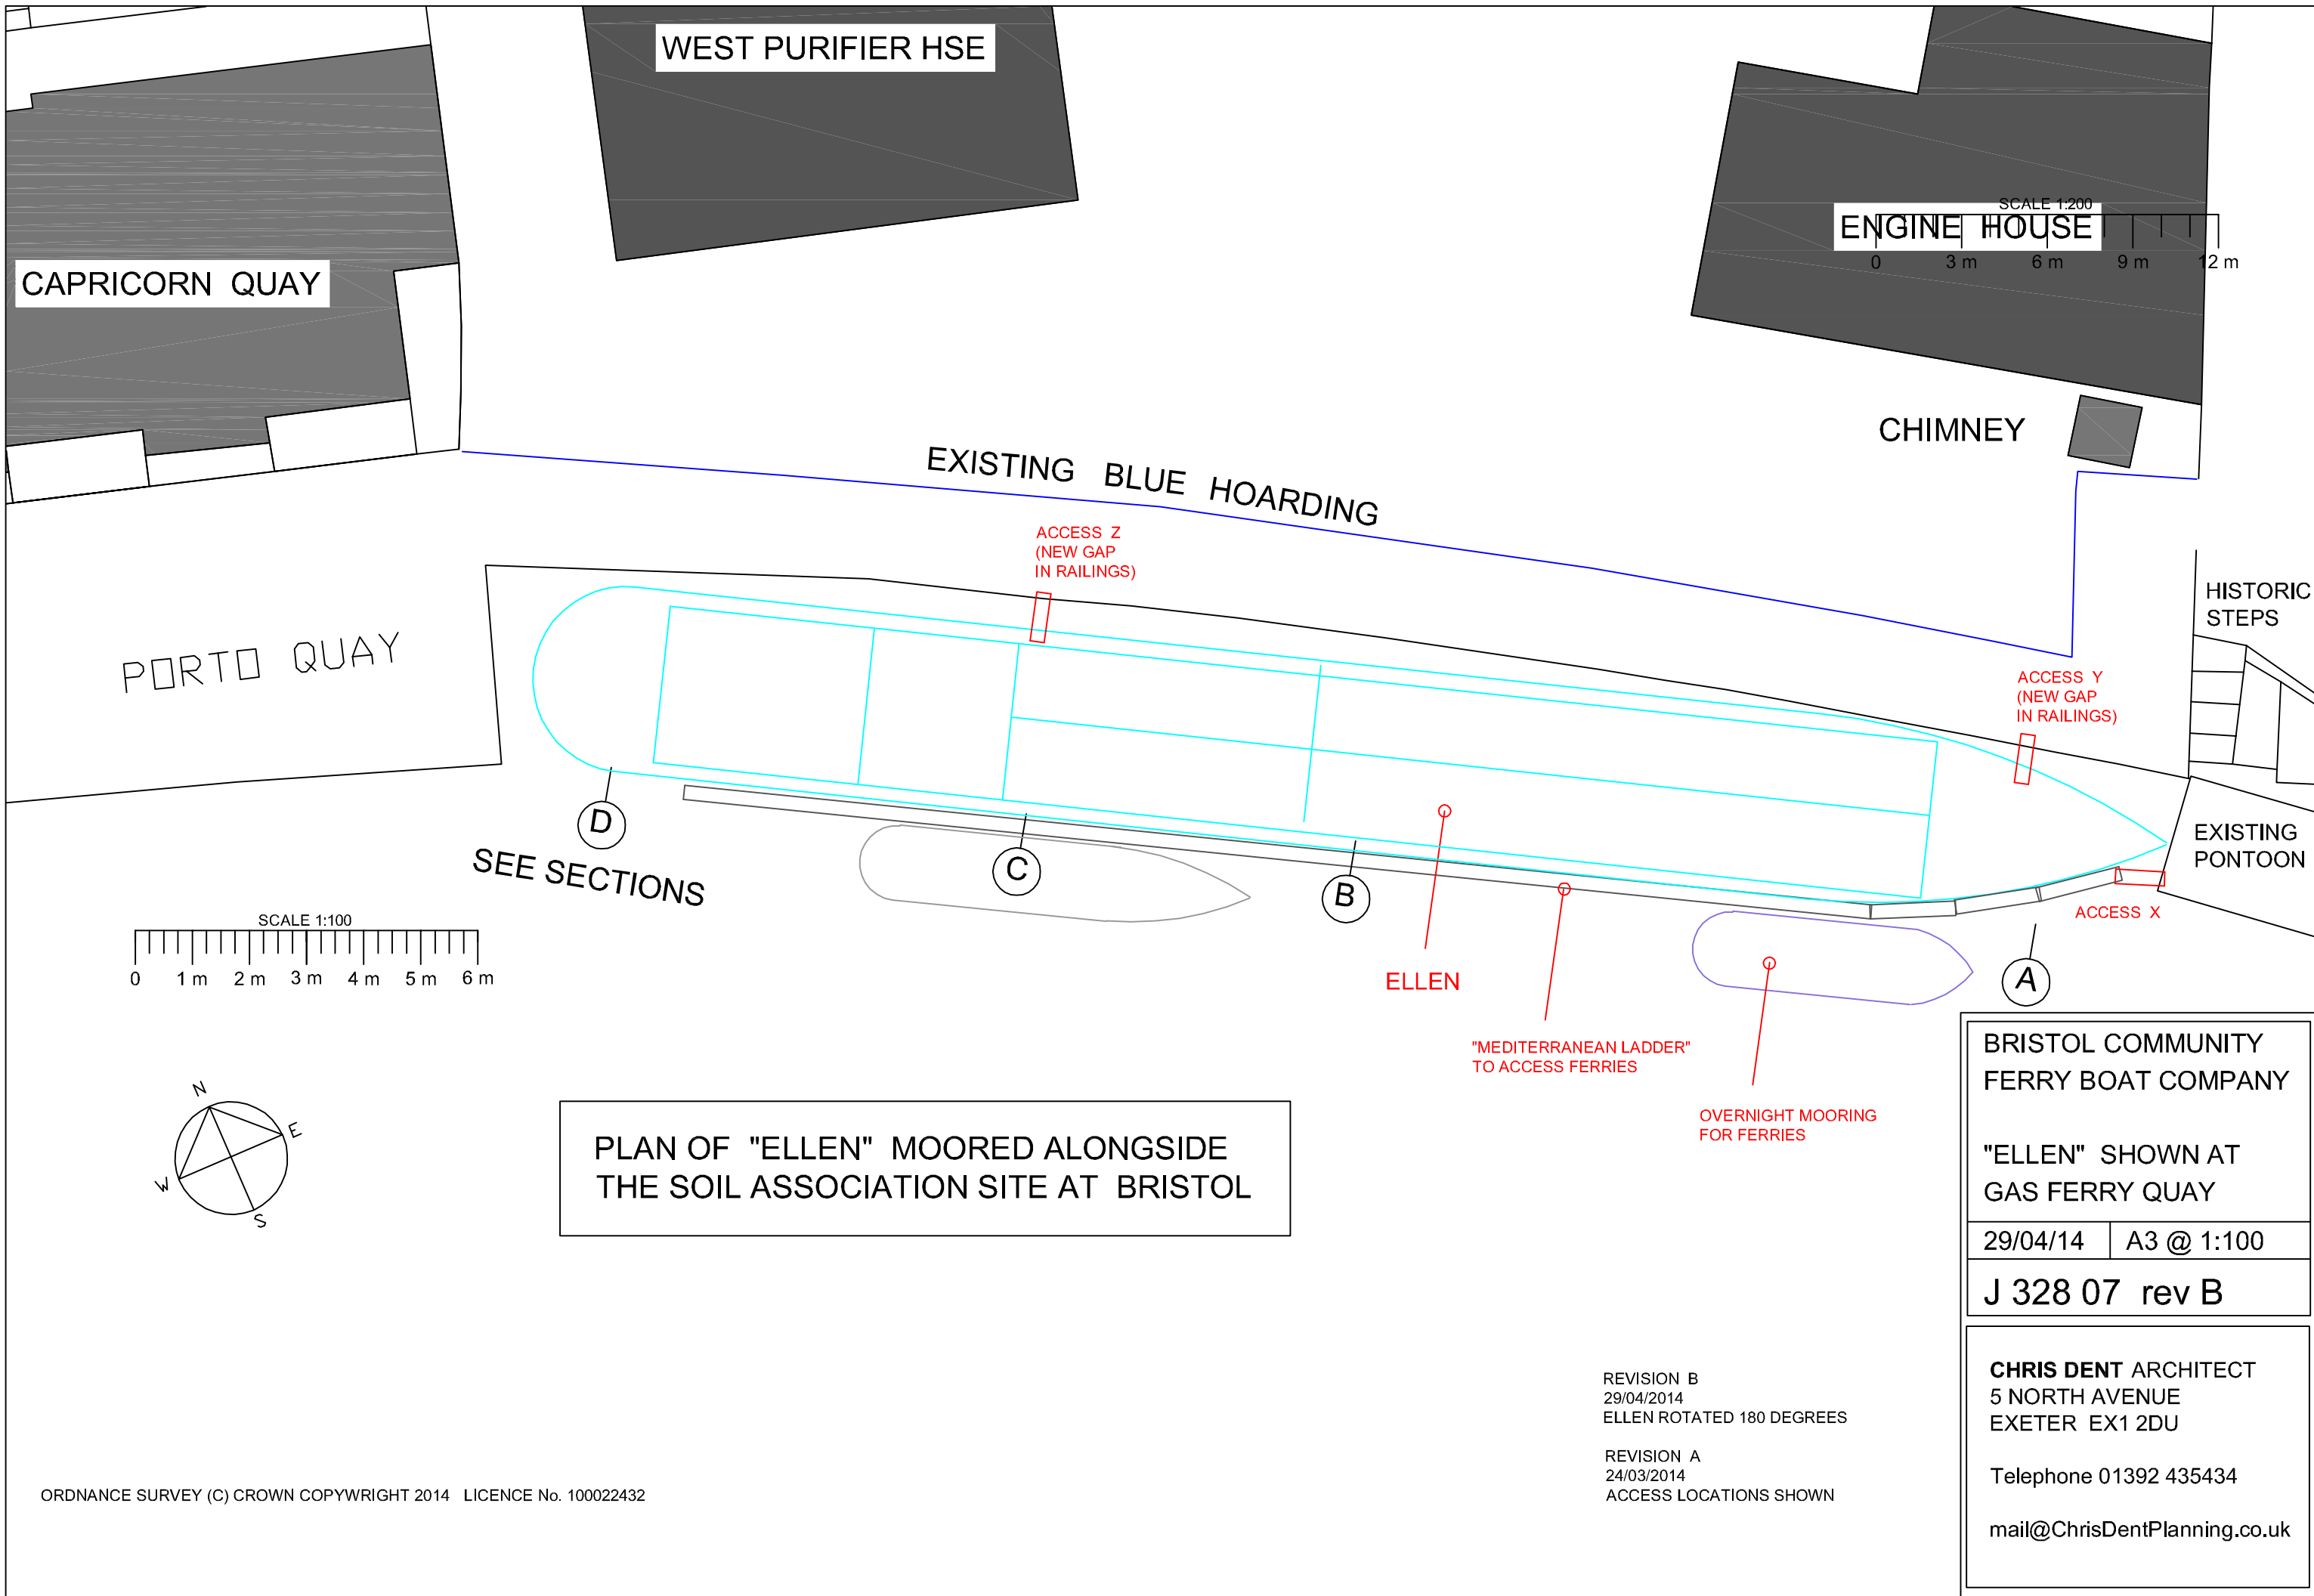 WEST PURIFIER HSE
SCALE 1:200
ENGINE HOUSE
0 3 m 6 m 9 m 12 m
CAPRICORN QUAY
CHIMNEY
EXISTING BLUE HOARDING
ACCESS Z
(NEW GAP
IN RAILINGS)
HISTORIC
STEPS
PORTO QUAY
ACCESS Y
(NEW GAP
IN RAILINGS)
D
SEE SECTIONS
C
B
EXISTING
PONTOON
ACCESS X
A
SCALE 1:100
0 1 m 2 m 3 m 4 m 5 m 6 m
ELLEN
"MEDITERRANEAN LADDER"
TO ACCESS FERRIES
OVERNIGHT MOORING
FOR FERRIES
N
E
W
S
PLAN OF "ELLEN" MOORED ALONGSIDE
THE SOIL ASSOCIATION SITE AT BRISTOL
BRISTOL COMMUNITY
FERRY BOAT COMPANY
"ELLEN" SHOWN AT
GAS FERRY QUAY
29/04/14 A3 @ 1:100
J 328 07 rev B
CHRIS DENT ARCHITECT
5 NORTH AVENUE
EXETER EX1 2DU
Telephone 01392 435434
mail@ChrisDentPlanning.co.uk
REVISION B
29/04/2014
ELLEN ROTATED 180 DEGREES
REVISION A
24/03/2014
ACCESS LOCATIONS SHOWN
ORDNANCE SURVEY (C) CROWN COPYWRIGHT 2014 LICENCE No. 100022432